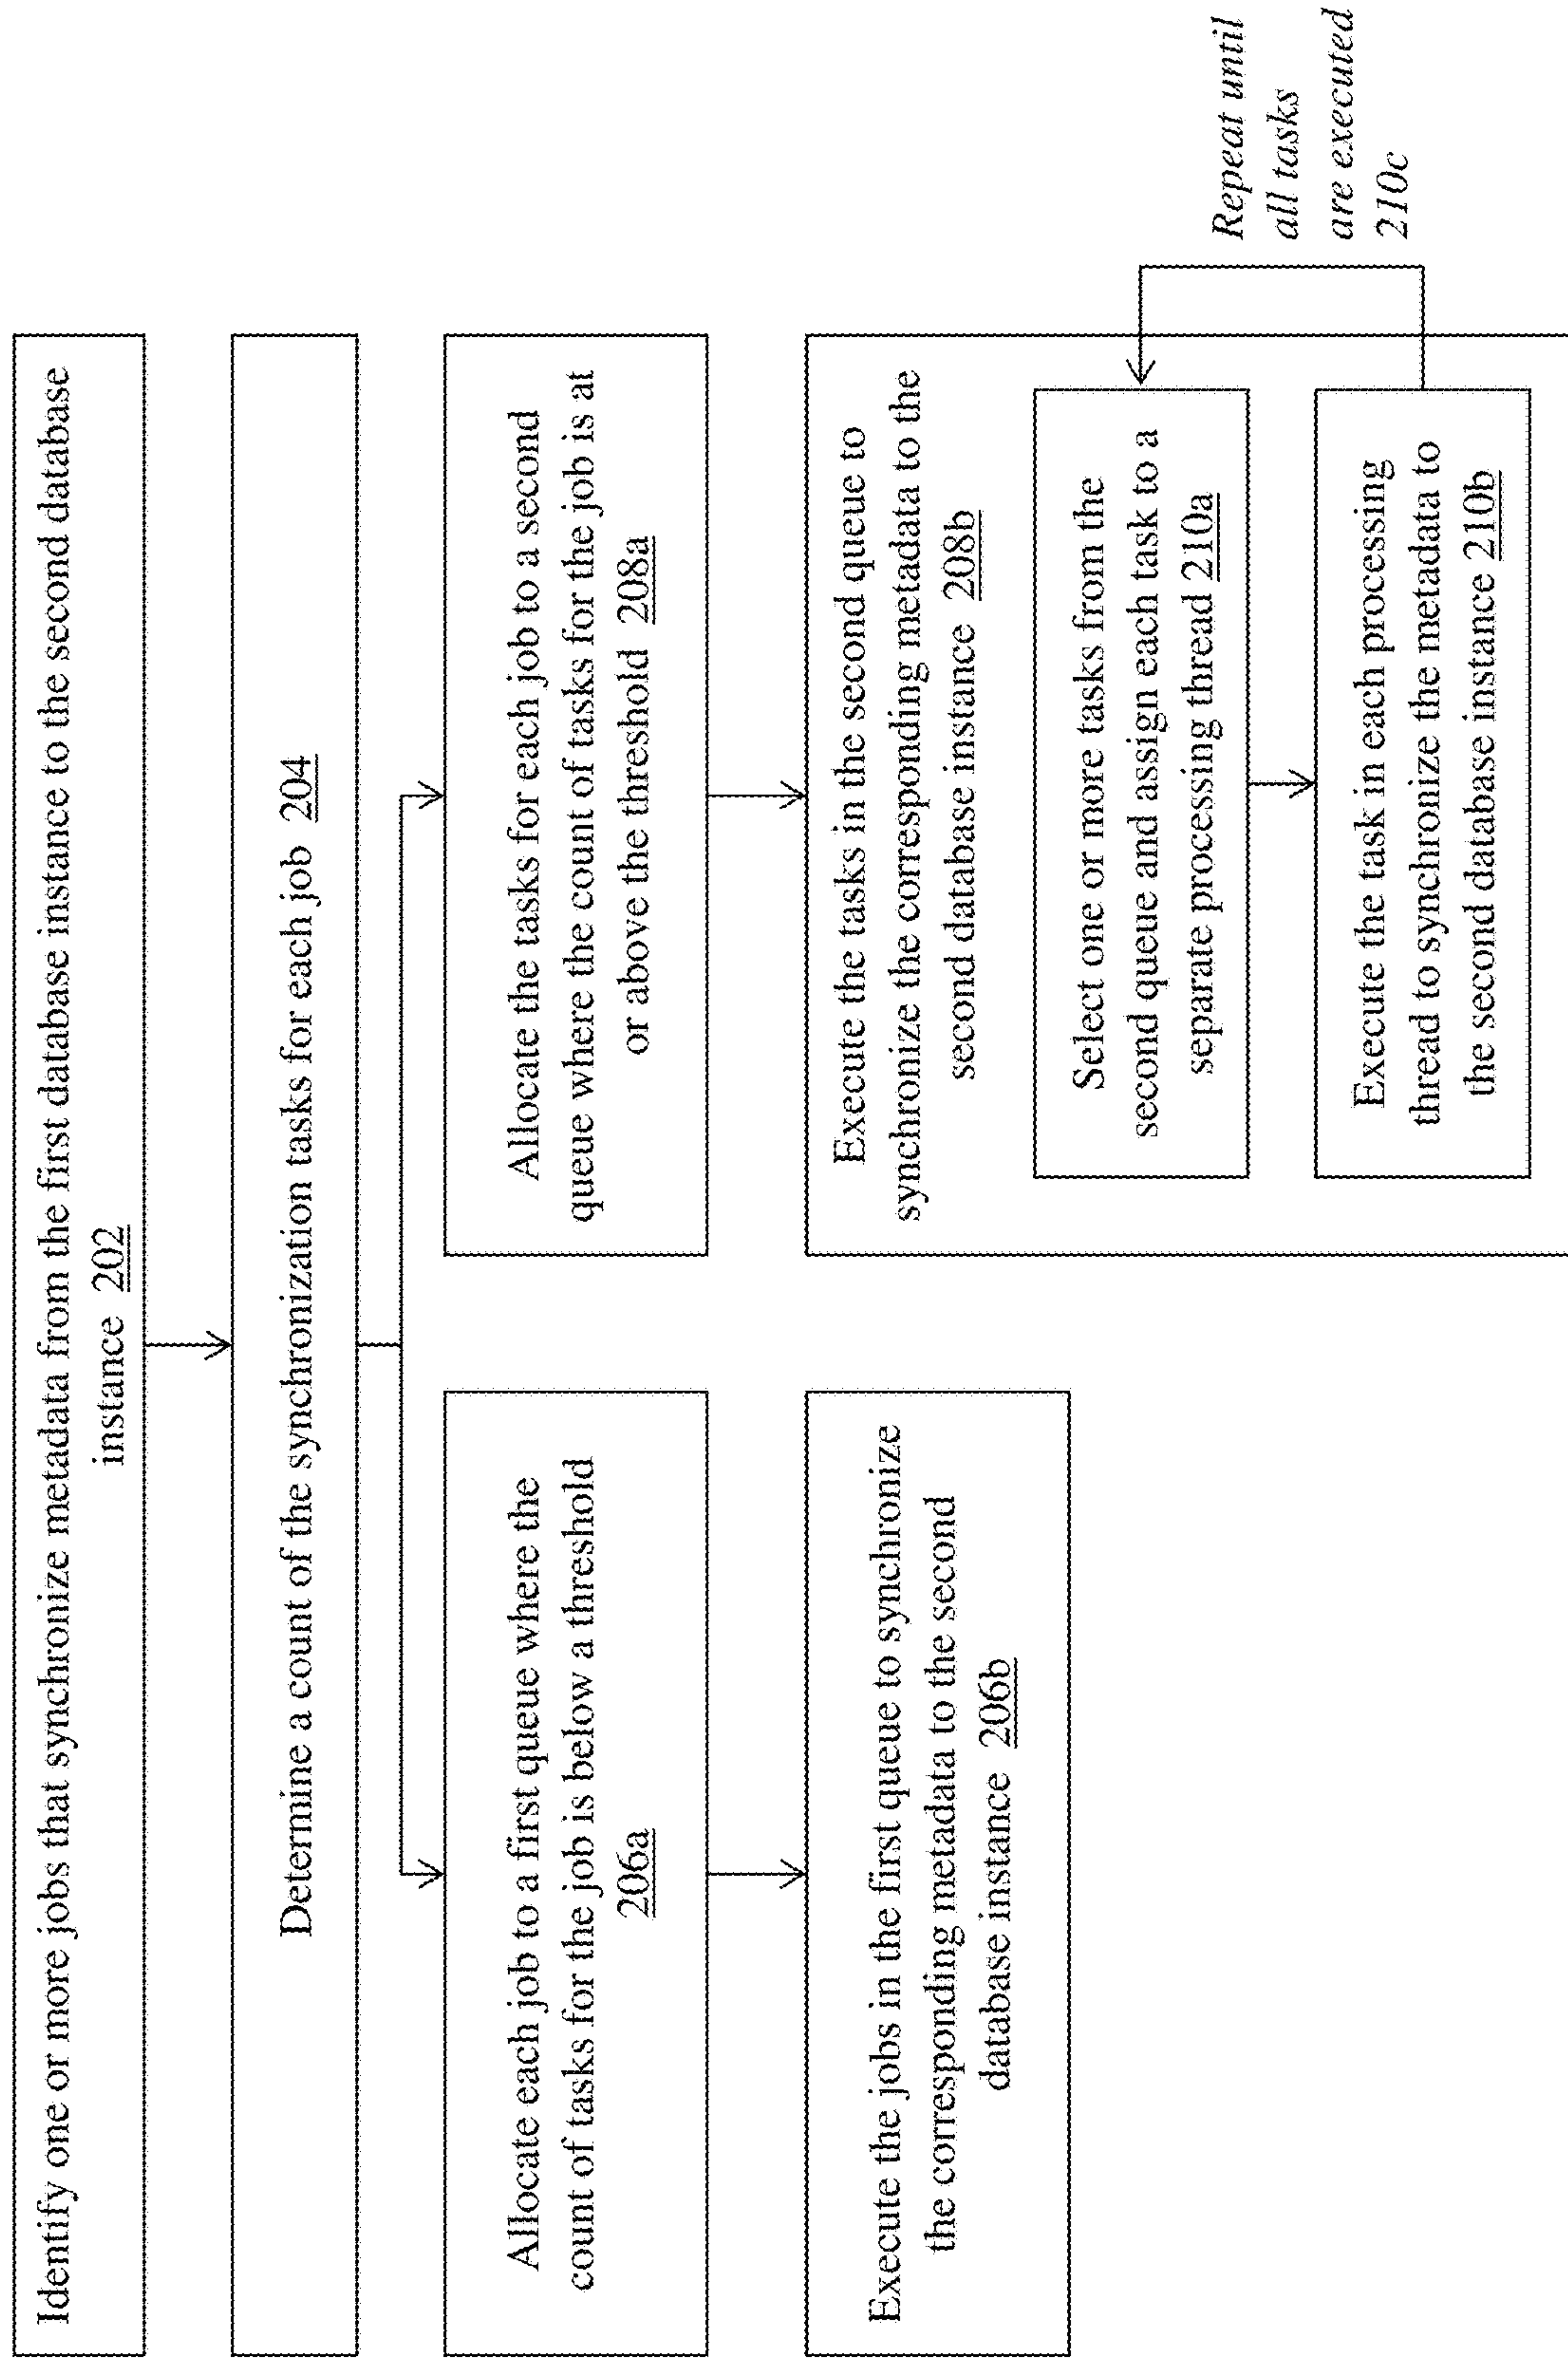 Identify one or more jobs that synchronize metadata from the first database instance to the second database
instance 202
Determine a count of the synchronization tasks for each job 204
Allocate each job to a first queue where the
count of tasks for the job is below a threshold
206a
Execute the jobs in the first queue to synchronize
the corresponding metadata to the second
database instance 206b
Allocate the tasks for each job to a second
queue where the count of tasks for the job is at
or above the threshold 208a
Execute the tasks in the second queue to
synchronize the corresponding metadata to the
second database instance 208b
Select one or more tasks from the
second queue and assign each task to a
separate processing thread 210a
Execute the task in each processing
thread to synchronize the metadata to
the second database instance 210b
Repeat until
all tasks
are executed
210c